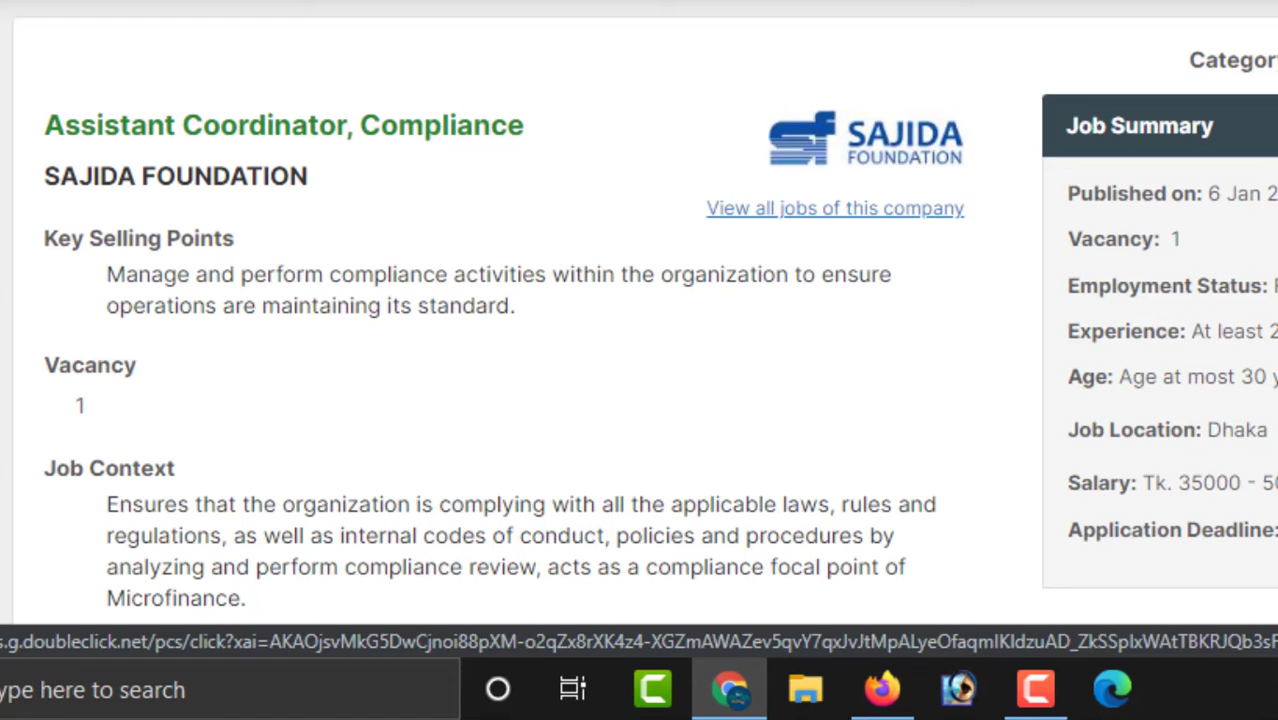 Categor
Assistant Coordinator, Compliance
SAJIDA FOUNDATION
SAJIDA
FOUNDATION
View all jobs of this company
Key Selling Points
Manage and perform compliance activities within the organization to ensure
operations are maintaining its standard.
Vacancy
1
Job Context
Ensures that the organization is complying with all the applicable laws, rules and
regulations, as well as internal codes of conduct, policies and procedures by
analyzing and perform compliance review, acts as a compliance focal point of
Microfinance.
Job Summary
Published on: 6 Jan 2
Vacancy: 1
Employment Status:
Experience: At least 2
Age: Age at most 30 y
Job Location: Dhaka
Salary: Tk. 35000 - 50
Application Deadline:
ype here to search